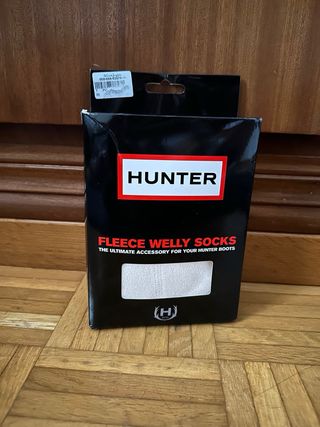 HUNTER
FLEECE WELLY SOCKS
THE ULTIMATE ACCESSORY FOR YOUR HUNTER BOOTS
H